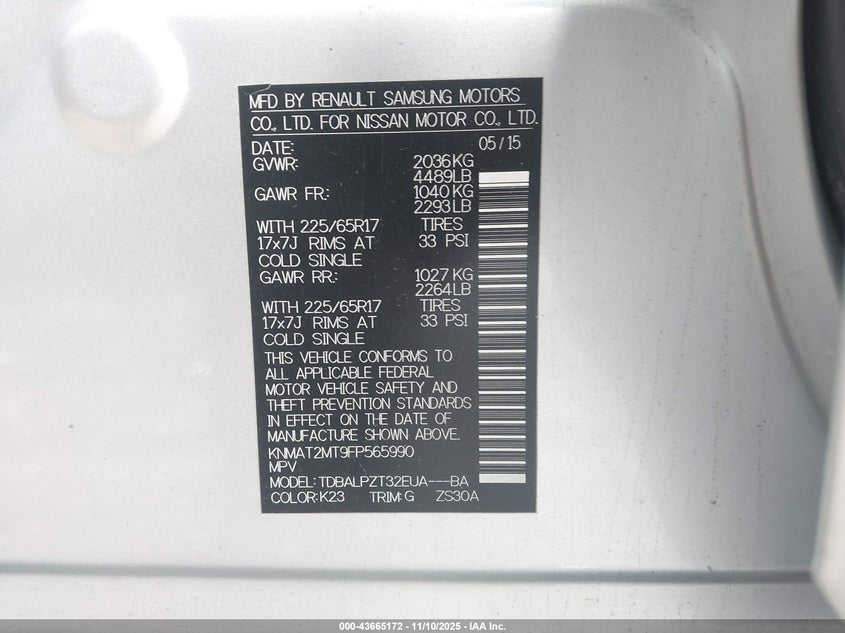 MFD BY RENAULT SAMSUNG MOTORS
CO., LTD. FOR NISSAN MOTOR CO., LTD.
DATE: 05/15
GVWR: 2036KG
4489LB
GAWR FR.: 1040KG
2293LB
WITH 225/65R17 TIRES
17x7J RIMS AT 33 PSI
COLD SINGLE
GAWR RR.: 1027KG
2264LB
WITH 225/65R17 TIRES
17x7J RIMS AT 33 PSI
COLD SINGLE
THIS VEHICLE CONFORMS TO
ALL APPLICABLE FEDERAL
MOTOR VEHICLE SAFETY AND
THEFT PREVENTION STANDARDS
IN EFFECT ON THE DATE OF
MANUFACTURE SHOWN ABOVE.
KNMAT2MT9FP565990
MPV
MODEL: TDBALPZT32EUA---BA
COLOR: K23 TRIM: G ZS30A
000-43665172 - 11/10/2025 - IAA Inc.